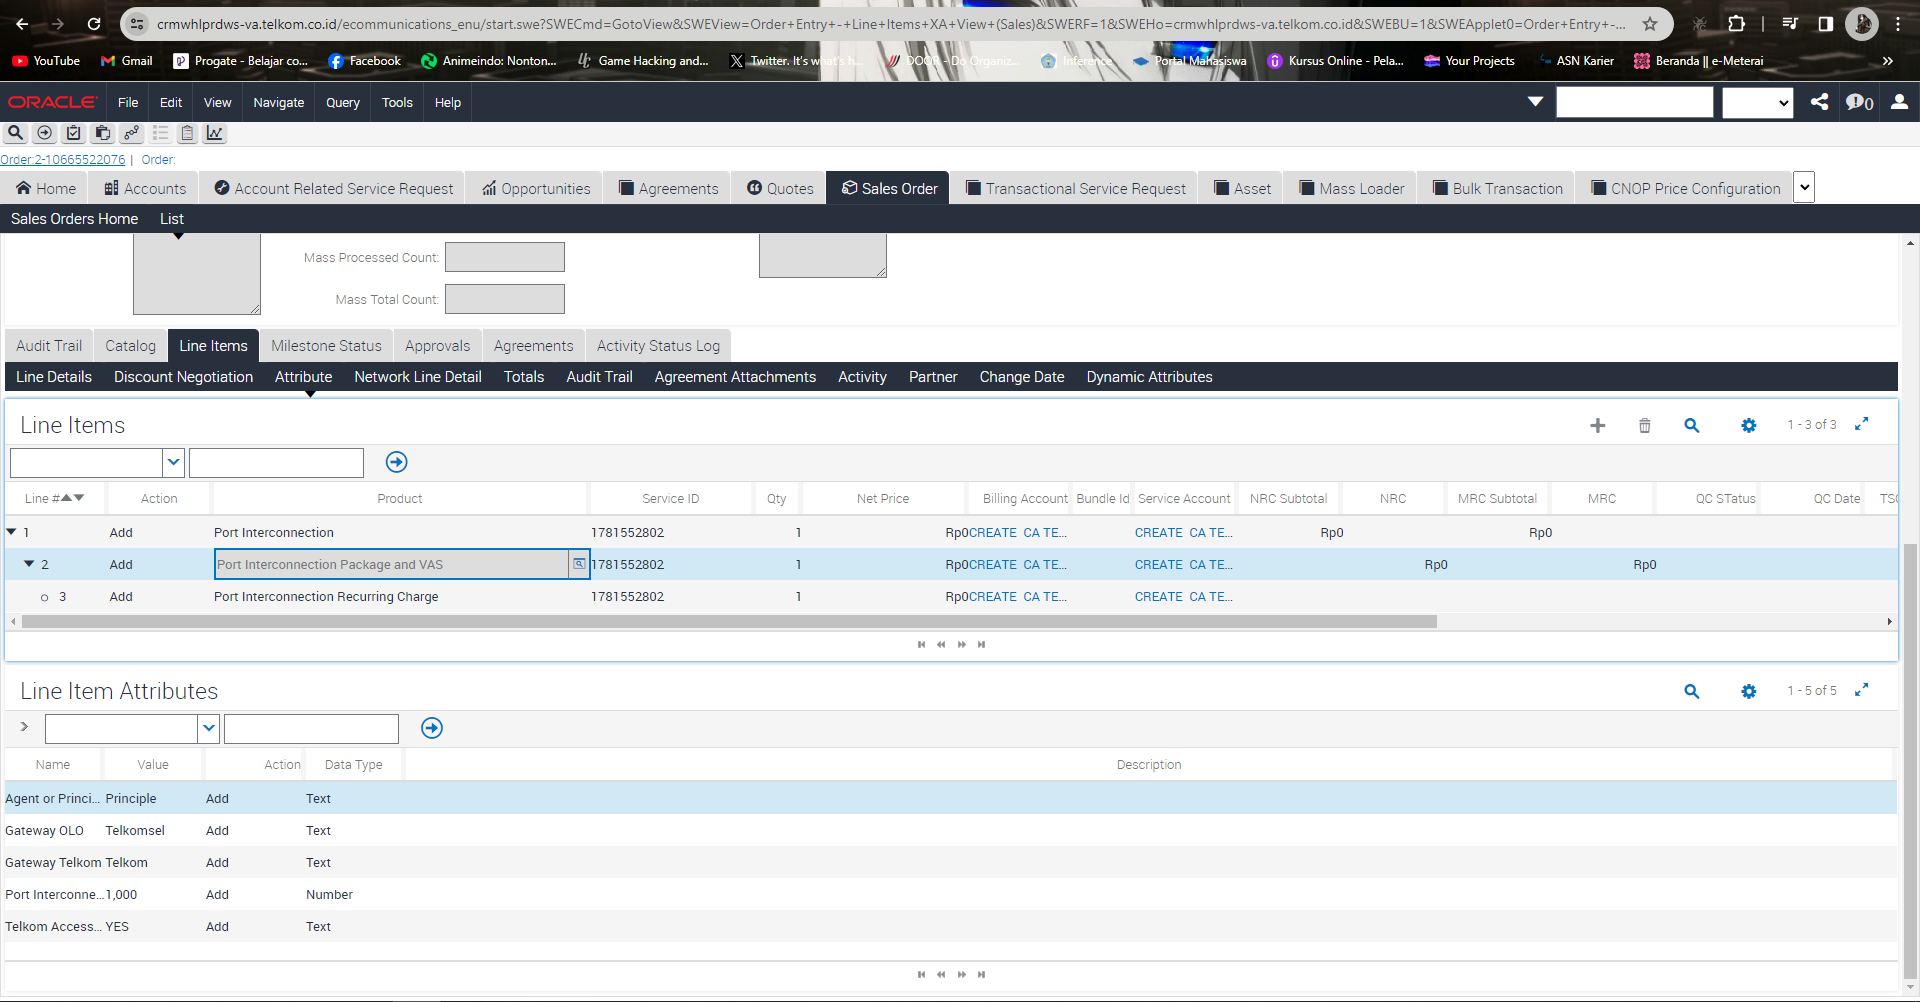 crmwhlprdws-va.telkom.co.id/ecommunications_enu/start.swe?SWECmd=GotoView&SWEView=Order+Entry+-+Line+Items+XA+View+(Sales)&SWERF=1&SWEHo=crmwhlprdws-va.telkom.co.id&SWEBU=1&SWEApplet0=Order+Entry+-...
YouTube Gmail Progate - Belajar co... Facebook Animeindo: Nonton... Game Hacking and... Twitter. It's what's h... DOOR - Do Organiz... Inference Portal Mahasiswa Kursus Online - Pela... Your Projects ASN Karier Beranda || e-Meterai »
ORACLE File Edit View Navigate Query Tools Help 0
Order:2-10665522076 | Order:
Home Accounts Account Related Service Request Opportunities Agreements Quotes Sales Order Transactional Service Request Asset Mass Loader Bulk Transaction CNOP Price Configuration
Sales Orders Home List
Mass Processed Count:
Mass Total Count:
Audit Trail Catalog Line Items Milestone Status Approvals Agreements Activity Status Log
Line Details Discount Negotiation Attribute Network Line Detail Totals Audit Trail Agreement Attachments Activity Partner Change Date Dynamic Attributes
Line Items 1 - 3 of 3
Line # Action Product Service ID Qty Net Price Billing Account Bundle Id Service Account NRC Subtotal NRC MRC Subtotal MRC QC STatus QC Date TSC
1 Add Port Interconnection 1781552802 1 Rp0 CREATE CA TE... CREATE CA TE... Rp0 Rp0
2 Add Port Interconnection Package and VAS 1781552802 1 Rp0 CREATE CA TE... CREATE CA TE... Rp0 Rp0
3 Add Port Interconnection Recurring Charge 1781552802 1 Rp0 CREATE CA TE... CREATE CA TE...
Line Item Attributes 1 - 5 of 5
Name Value Action Data Type Description
Agent or Princi... Principle Add Text
Gateway OLO Telkomsel Add Text
Gateway Telkom Telkom Add Text
Port Interconne... 1,000 Add Number
Telkom Access... YES Add Text